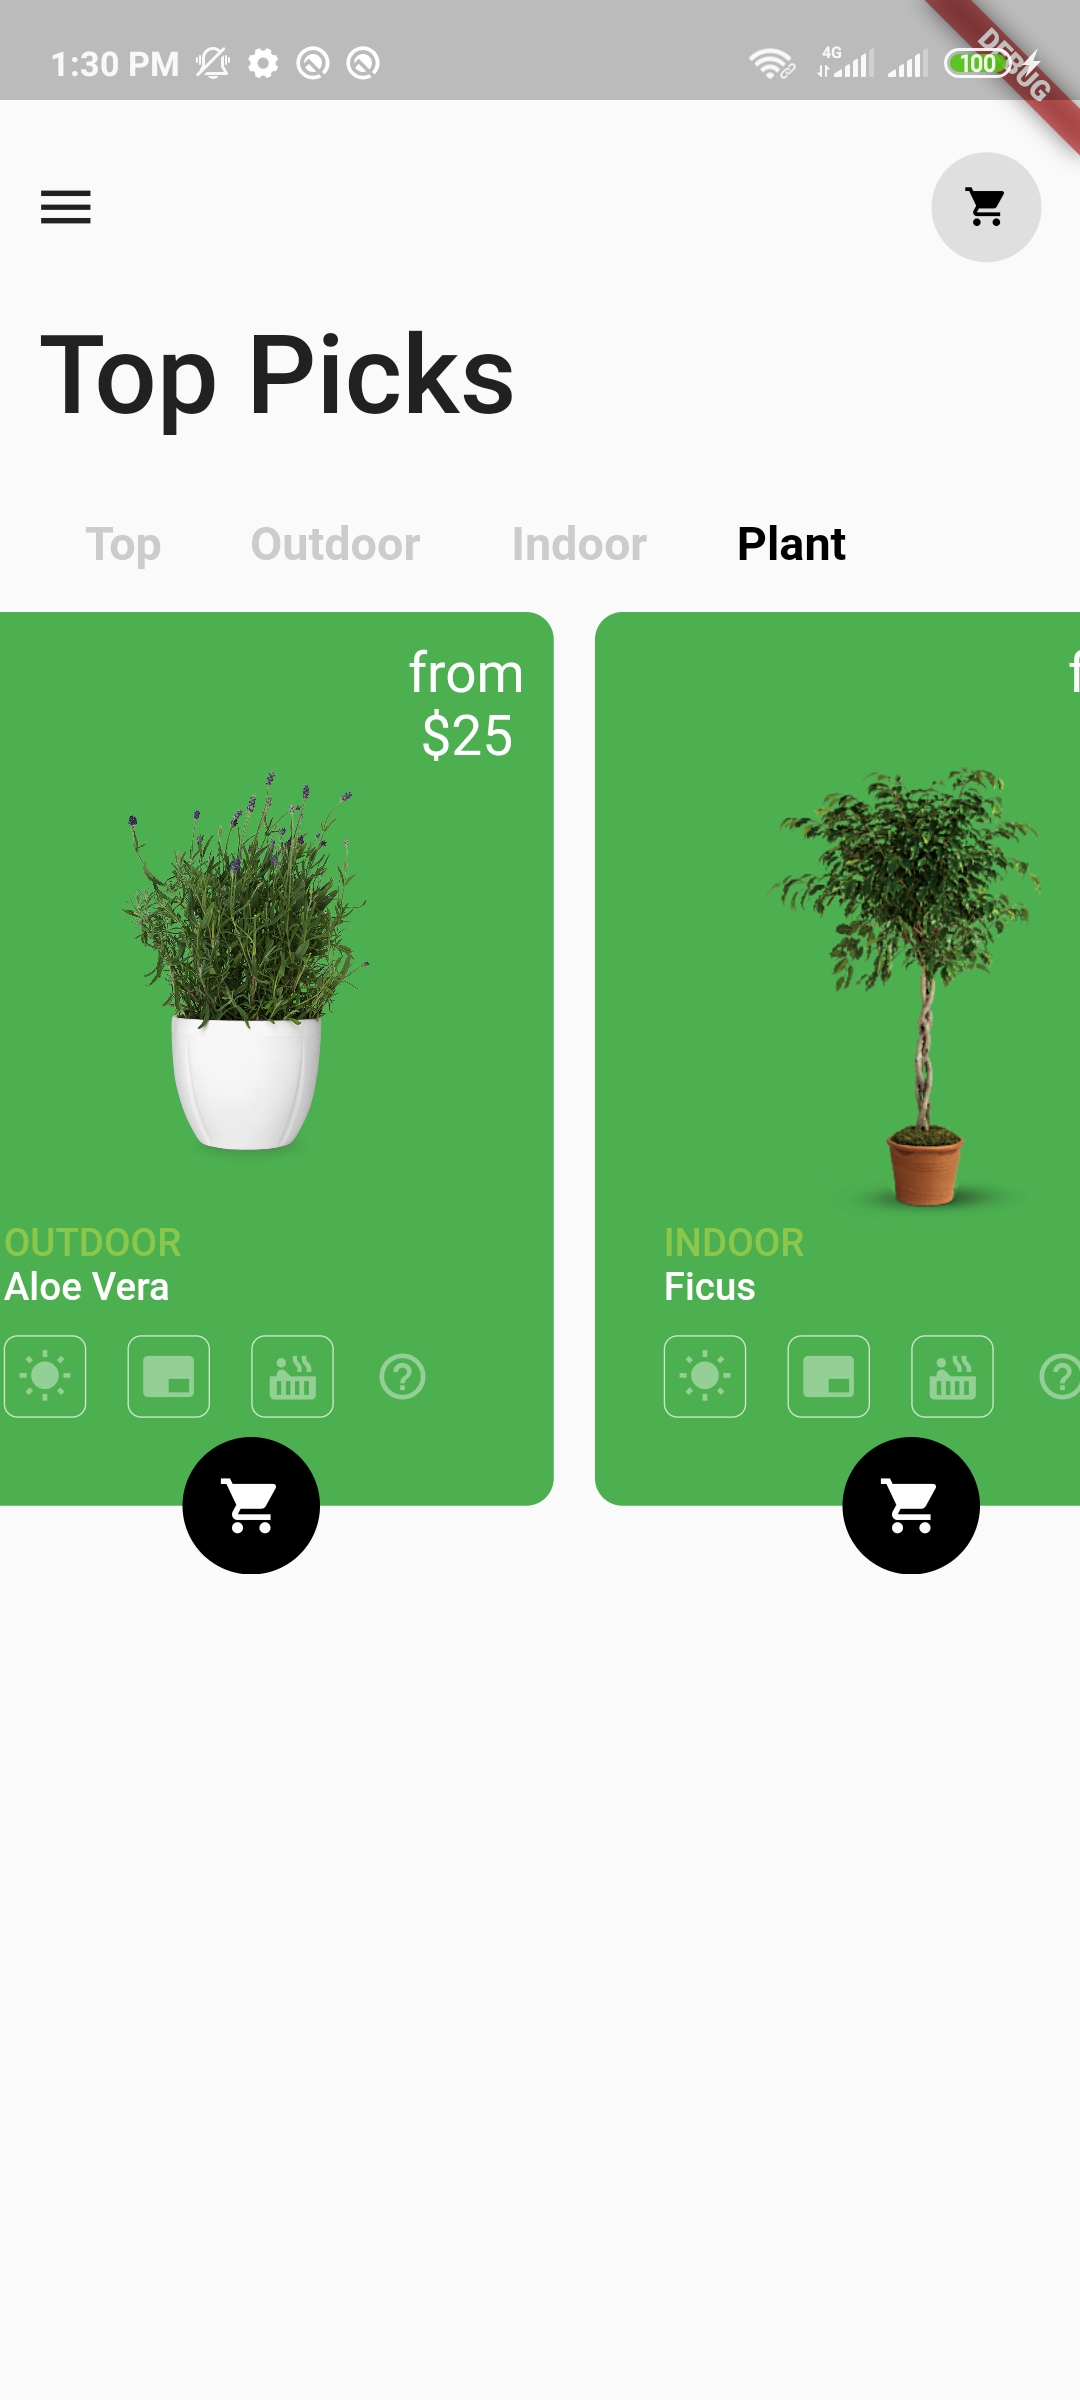 1:30 PM
4G
100
DEBUG
Top Picks
Top Outdoor Indoor Plant
from
$25
f
OUTDOOR
Aloe Vera
INDOOR
Ficus